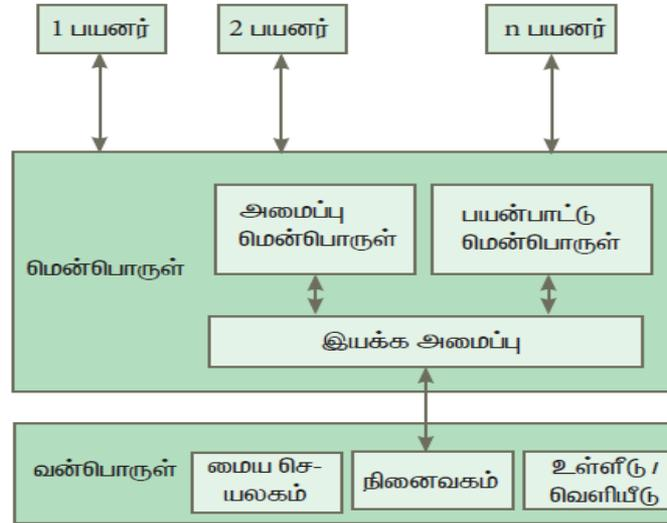 1 பயனர்
2 பயனர்
n பயனர்
அமைப்பு
மென்பொருள்
பயன்பாட்டு
மென்பொருள்
மென்பொருள்
இயக்க அமைப்பு
வன்பொருள்
மைய செ-
யலகம்
நினைவகம்
உள்ளீடு /
வெளியீடு